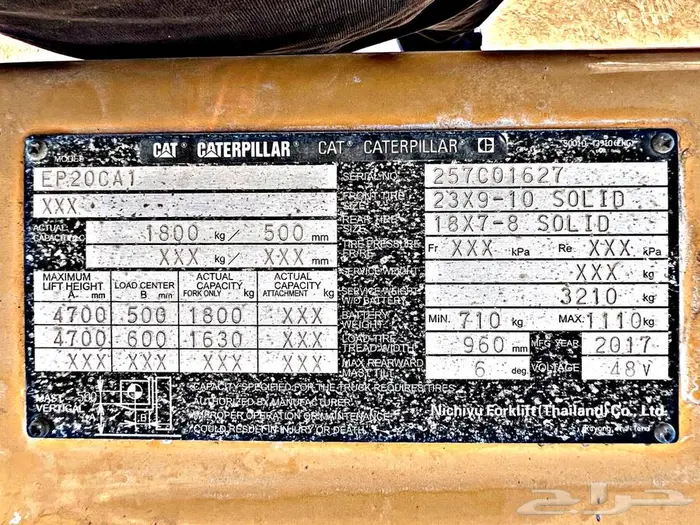 CAT CATERPILLAR CAT CATERPILLAR
MODEL EP20CA1 SERIAL NO. 257C01627
XXX FRONT TIRE SIZE 23X9-10 SOLID
REAR TIRE SIZE 18X7-8 SOLID
ACTUAL CAPACITY 1800 kg/ 500 mm TIRE PRESSURE Fr XXX kPa Re XXX kPa
XXX kg/ XXX mm SERVICE WEIGHT XXX kg
SERVICE WEIGHT W/O BATTERY 3210 kg
MAXIMUM LIFT HEIGHT A mm LOAD CENTER B mm ACTUAL CAPACITY FORK ONLY kg ACTUAL CAPACITY ATTACHMENT kg
4700 500 1800 XXX BATTERY WEIGHT MIN. 710 kg MAX. 1110 kg
4700 600 1630 XXX LOAD TIRE TREAD WIDTH 960 mm MFG YEAR 2017
XXX XXX XXX XXX MAX REARWARD MAST TILT 6 deg. VOLTAGE 48V
MAST VERTICAL 500 A B
CAPACITY SPECIFIED FOR THE TRUCK REQUIRES TIRES
AUTHORIZED BY MANUFACTURER.
IMPROPER OPERATION OR MAINTENANCE
COULD RESULT IN INJURY OR DEATH.
Nichiyu Forklift(Thailand)Co., Ltd.
حراج